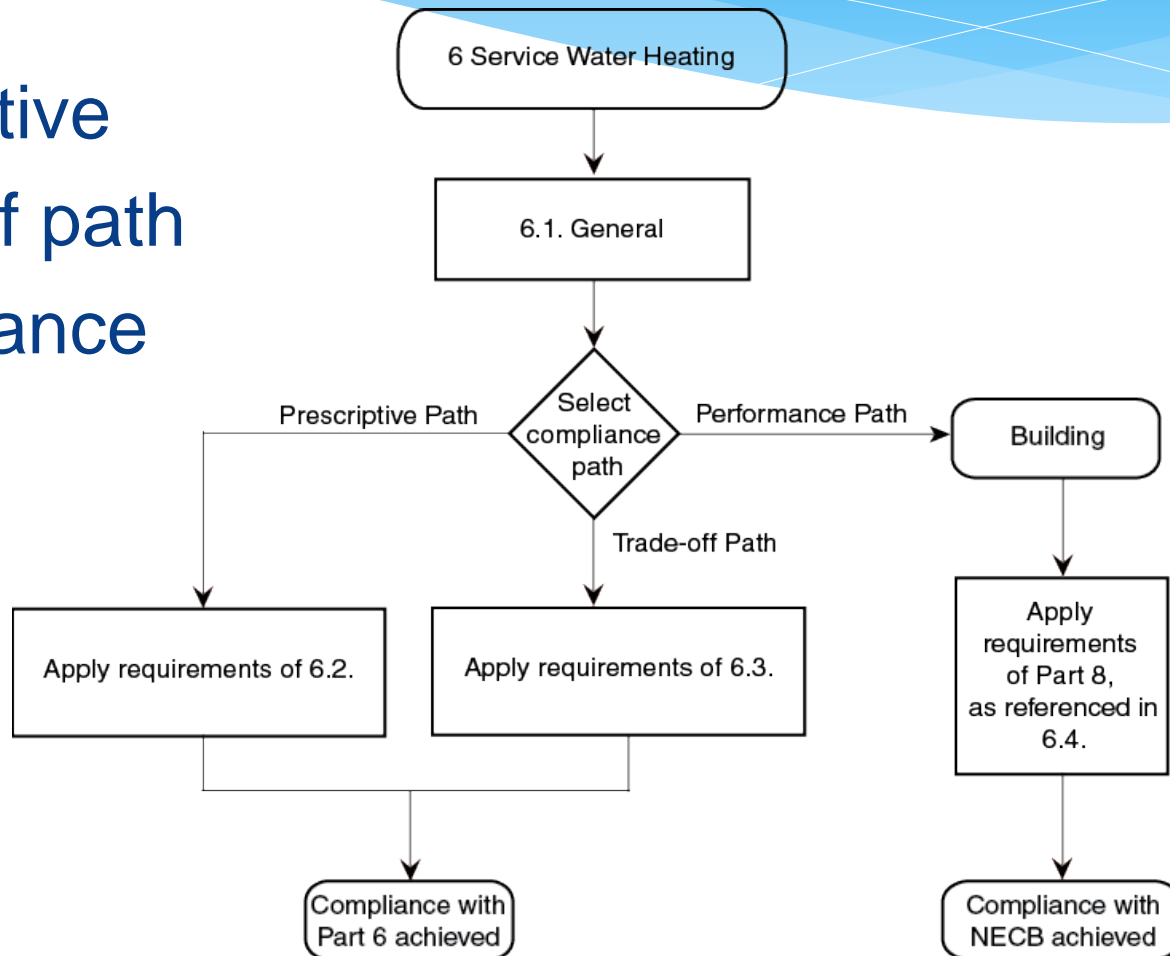 tive
f path
ance
6 Service Water Heating
6.1. General
Select
compliance
path
Prescriptive Path
Performance Path
Trade-off Path
Building
Apply requirements of 6.2.
Apply requirements of 6.3.
Apply
requirements
of Part 8,
as referenced in
6.4.
Compliance with
Part 6 achieved
Compliance with
NECB achieved